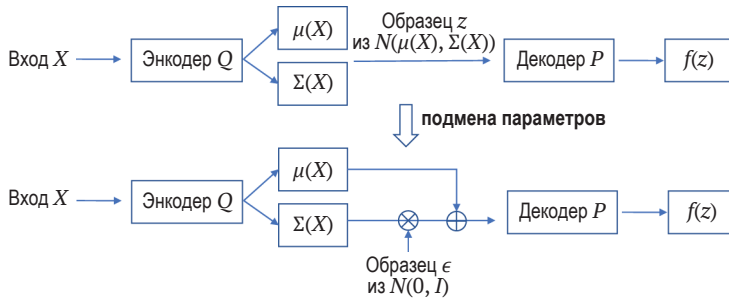 Вход X
Энкодер Q
μ(X)
Σ(X)
Образец z
из N(μ(X), Σ(X))
Декодер P
f(z)
подмена параметров
Вход X
Энкодер Q
μ(X)
Σ(X)
Образец ϵ
из N(0, I)
Декодер P
f(z)